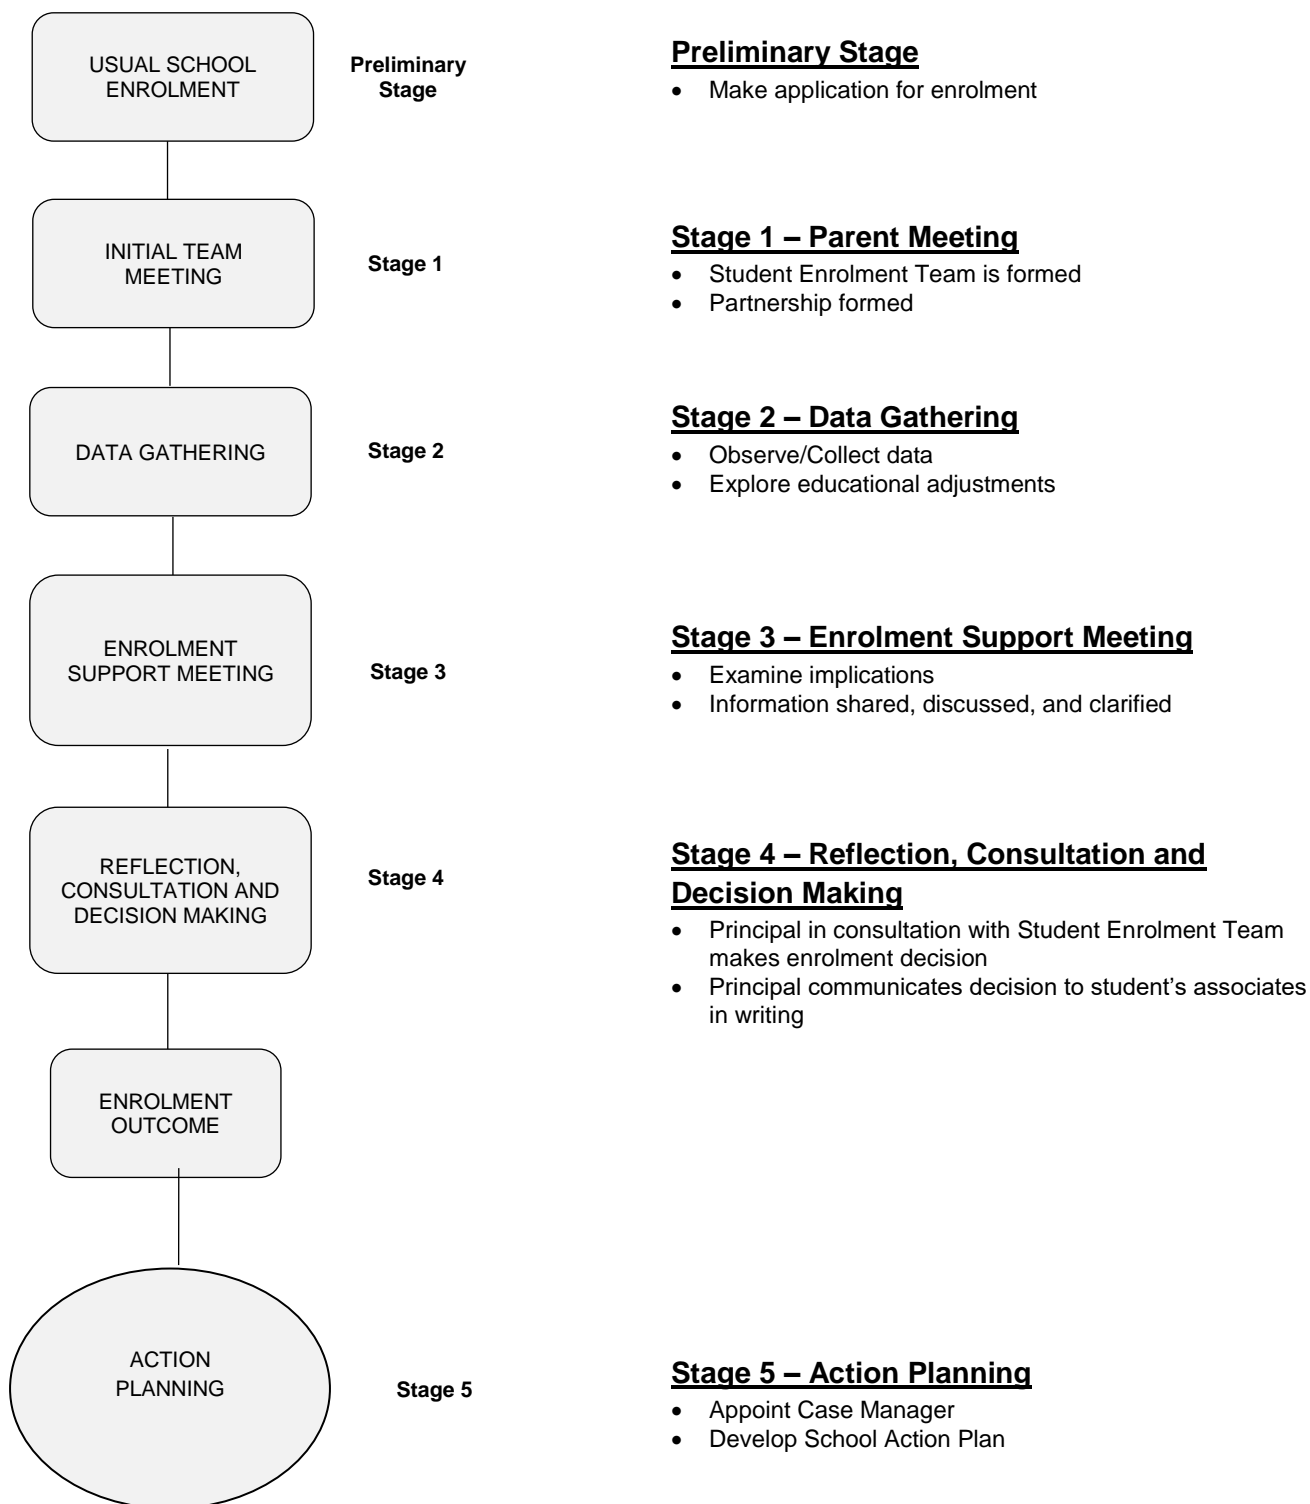 USUAL SCHOOL
ENROLMENT
Preliminary
Stage
Preliminary Stage
• Make application for enrolment
INITIAL TEAM
MEETING
Stage 1
Stage 1 – Parent Meeting
• Student Enrolment Team is formed
• Partnership formed
DATA GATHERING
Stage 2
Stage 2 – Data Gathering
• Observe/Collect data
• Explore educational adjustments
ENROLMENT
SUPPORT MEETING
Stage 3
Stage 3 – Enrolment Support Meeting
• Examine implications
• Information shared, discussed, and clarified
REFLECTION,
CONSULTATION AND
DECISION MAKING
Stage 4
Stage 4 – Reflection, Consultation and
Decision Making
• Principal in consultation with Student Enrolment Team
makes enrolment decision
• Principal communicates decision to student’s associates
in writing
ENROLMENT
OUTCOME
ACTION
PLANNING
Stage 5
Stage 5 – Action Planning
• Appoint Case Manager
• Develop School Action Plan